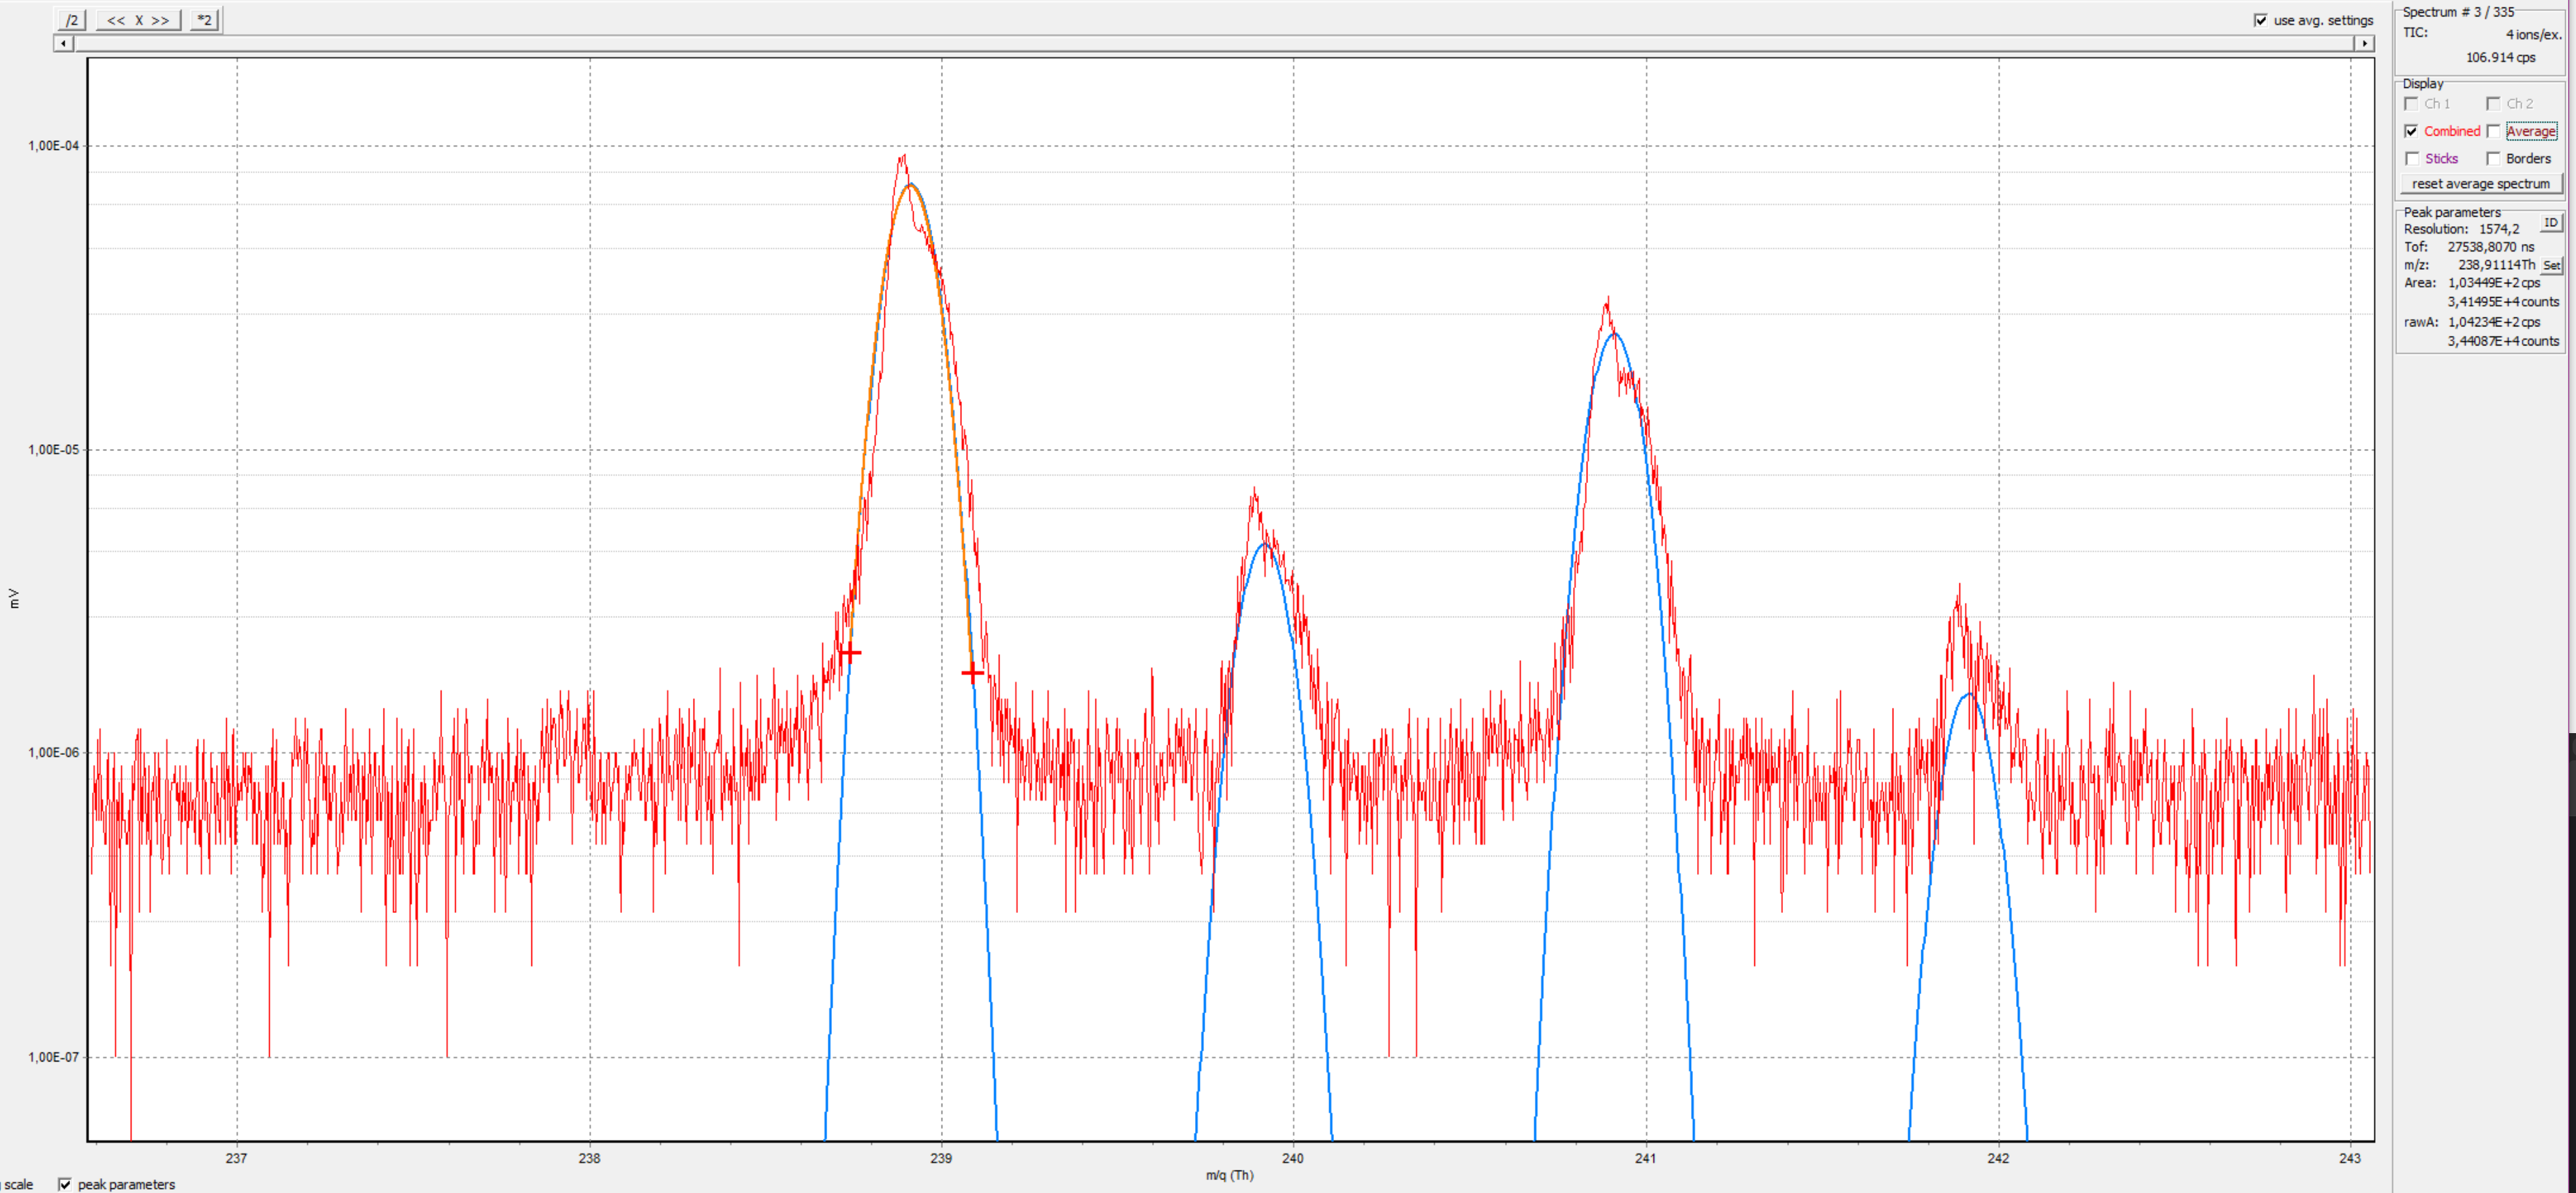 /2 << X >> *2
use avg. settings
Spectrum # 3 / 335
TIC: 4 ions/ex.
106.914 cps
Display
Ch 1 Ch 2
Combined Average
Sticks Borders
reset average spectrum
Peak parameters
ID
Resolution: 1574,2
Tof: 27538,8070 ns
m/z: 238,91114Th Set
Area: 1,03449E+2 cps
3,41495E+4 counts
rawA: 1,04234E+2 cps
3,44087E+4 counts
1,00E-04
1,00E-05
mV
1,00E-06
1,00E-07
237 238 239 240 241 242 243
m/q (Th)
scale peak parameters